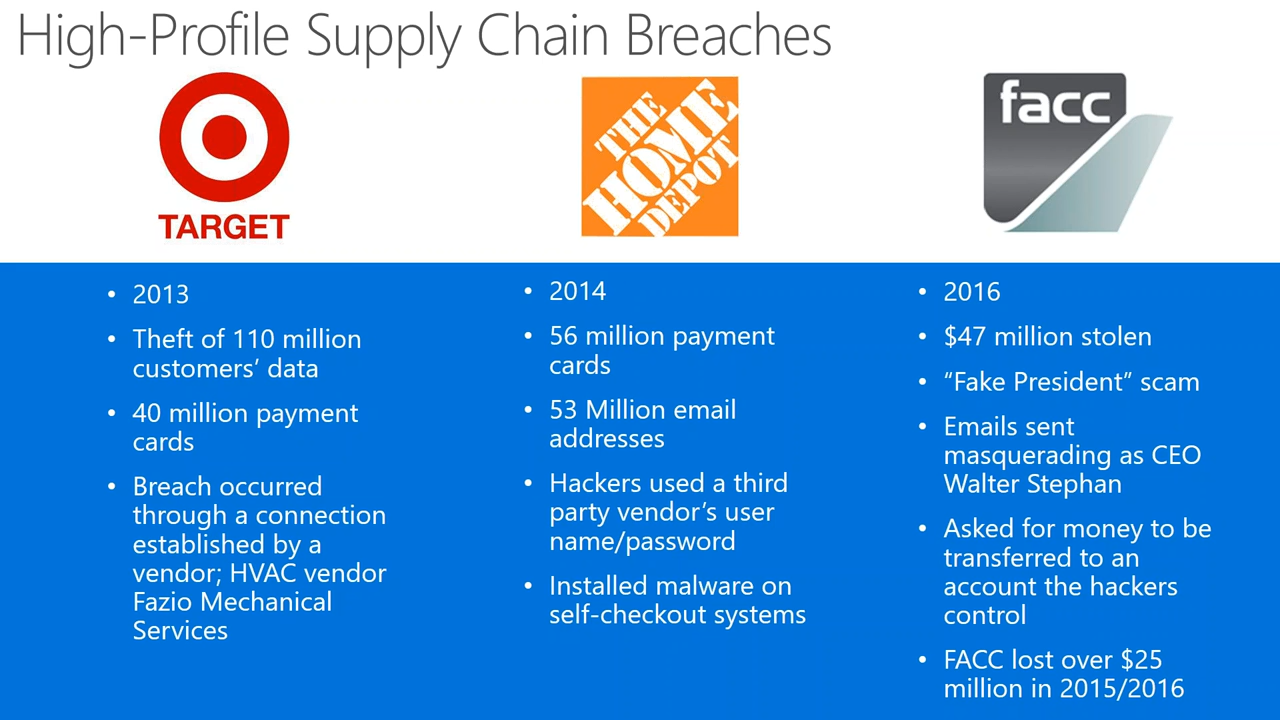 High-Profile Supply Chain Breaches
TARGET
THE
HOME
DEPOT
facc
• 2013
• Theft of 110 million
customers’ data
• 40 million payment
cards
• Breach occurred
through a connection
established by a
vendor; HVAC vendor
Fazio Mechanical
Services
• 2014
• 56 million payment
cards
• 53 Million email
addresses
• Hackers used a third
party vendor’s user
name/password
• Installed malware on
self-checkout systems
• 2016
• $47 million stolen
• “Fake President” scam
• Emails sent
masquerading as CEO
Walter Stephan
• Asked for money to be
transferred to an
account the hackers
control
• FACC lost over $25
million in 2015/2016